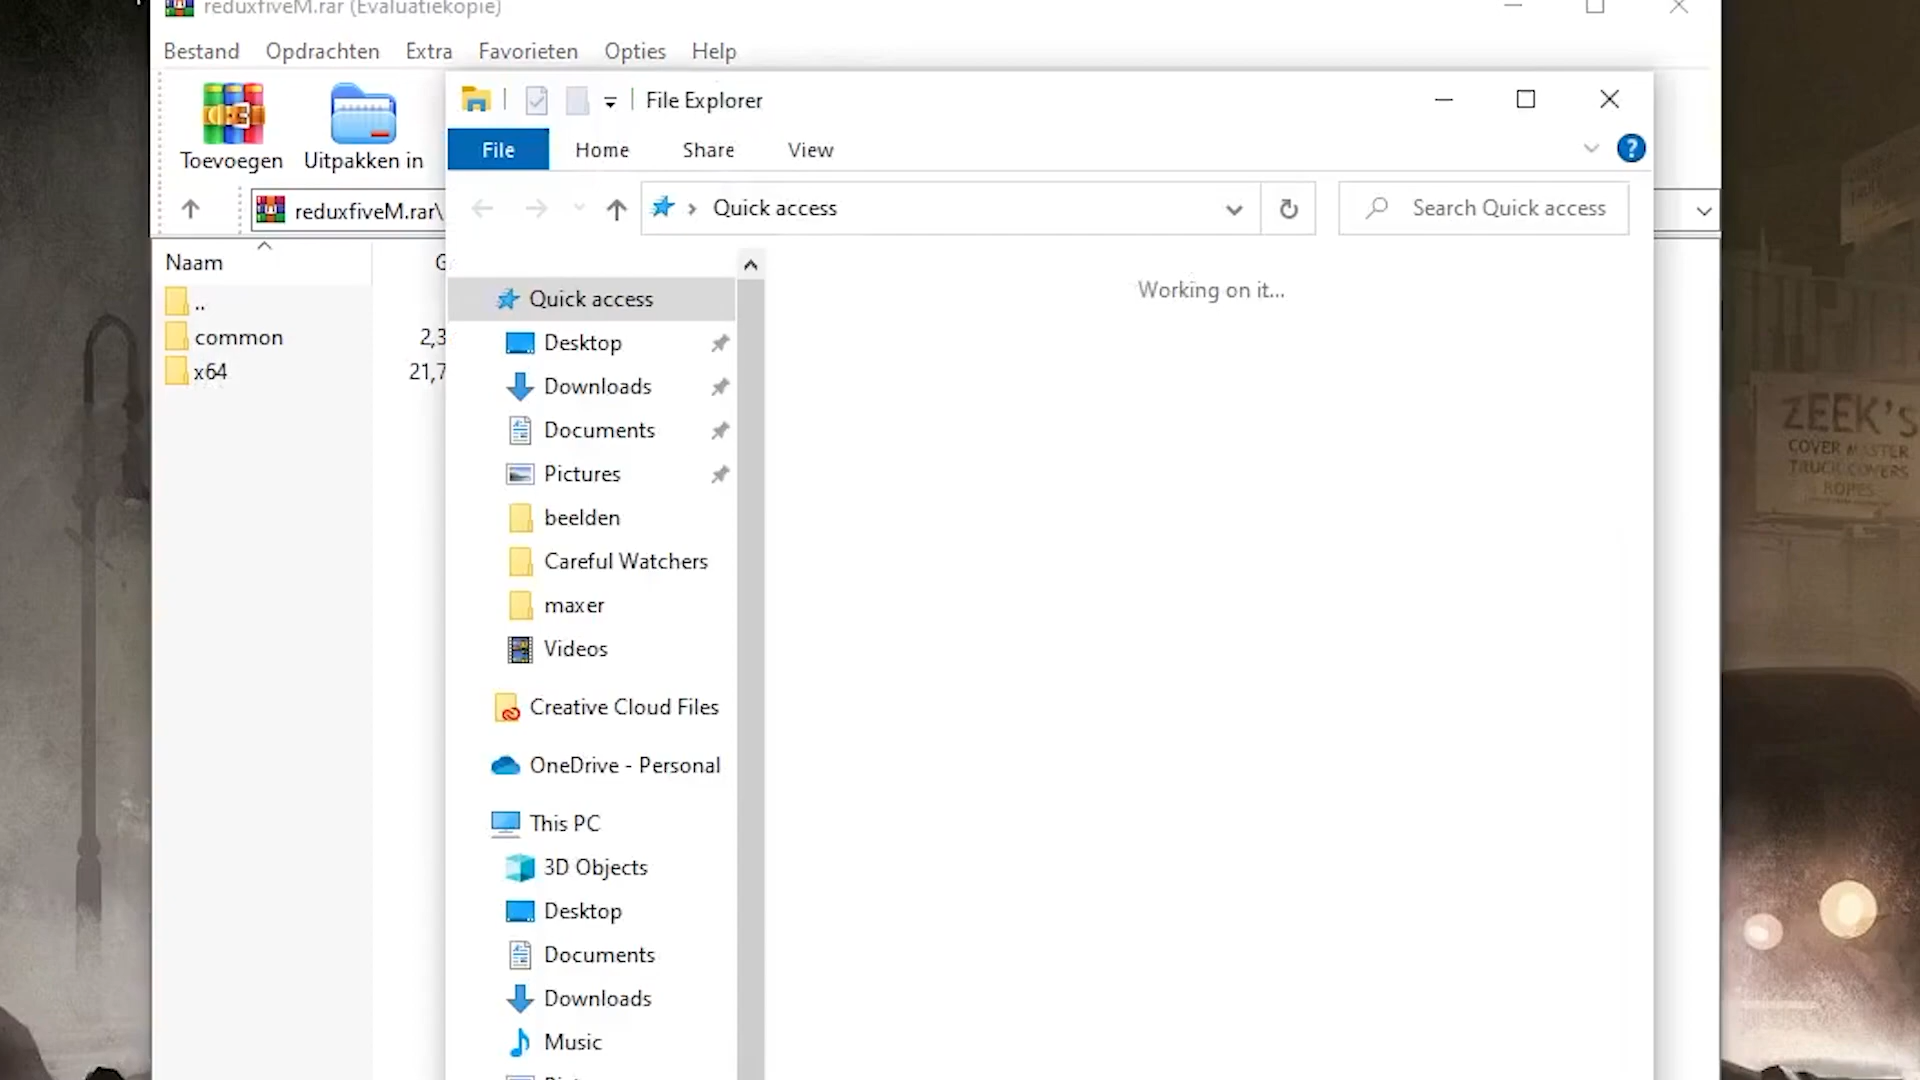 reduxfiveM.rar (Evaluatiekopie)
Bestand Opdrachten Extra Favorieten Opties Help
File Explorer
Toevoegen Uitpakken in
File Home Share View
reduxfiveM.rar\
Quick access
Search Quick access
Naam
Working on it...
..
common 2,3
x64 21,7
Quick access
Desktop
Downloads
Documents
Pictures
beelden
Careful Watchers
maxer
Videos
Creative Cloud Files
OneDrive - Personal
This PC
3D Objects
Desktop
Documents
Downloads
Music
ZEEK'S
COVER MASTER
TRUCK COVERS
ROPES